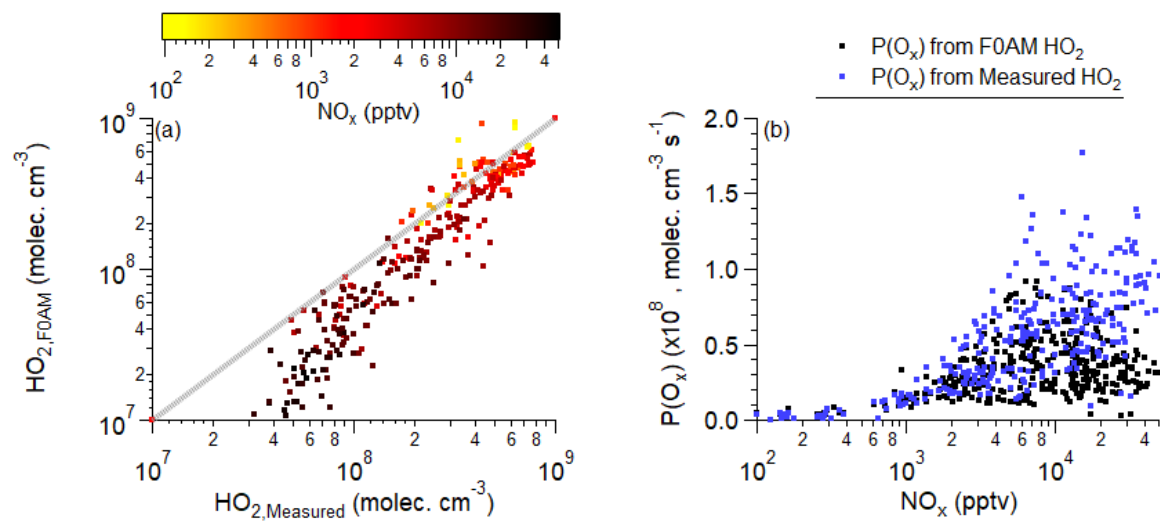 10² 2 4 6 8 10³ 2 4 6 8 10⁴ 2 4
NOₓ (pptv)
(a)
HO₂,F0AM (molec. cm⁻³)
10⁹
8
6
4
2
10⁸
8
6
4
2
10⁷
10⁷ 2 4 6 8 10⁸ 2 4 6 8 10⁹
HO₂,Measured (molec. cm⁻³)
P(Oₓ) from F0AM HO₂
P(Oₓ) from Measured HO₂
(b)
P(Oₓ) (x10⁸ , molec. cm⁻³ s⁻¹)
2.0
1.5
1.0
0.5
0.0
10² 2 4 6 8 10³ 2 4 6 8 10⁴ 2 4
NOₓ (pptv)